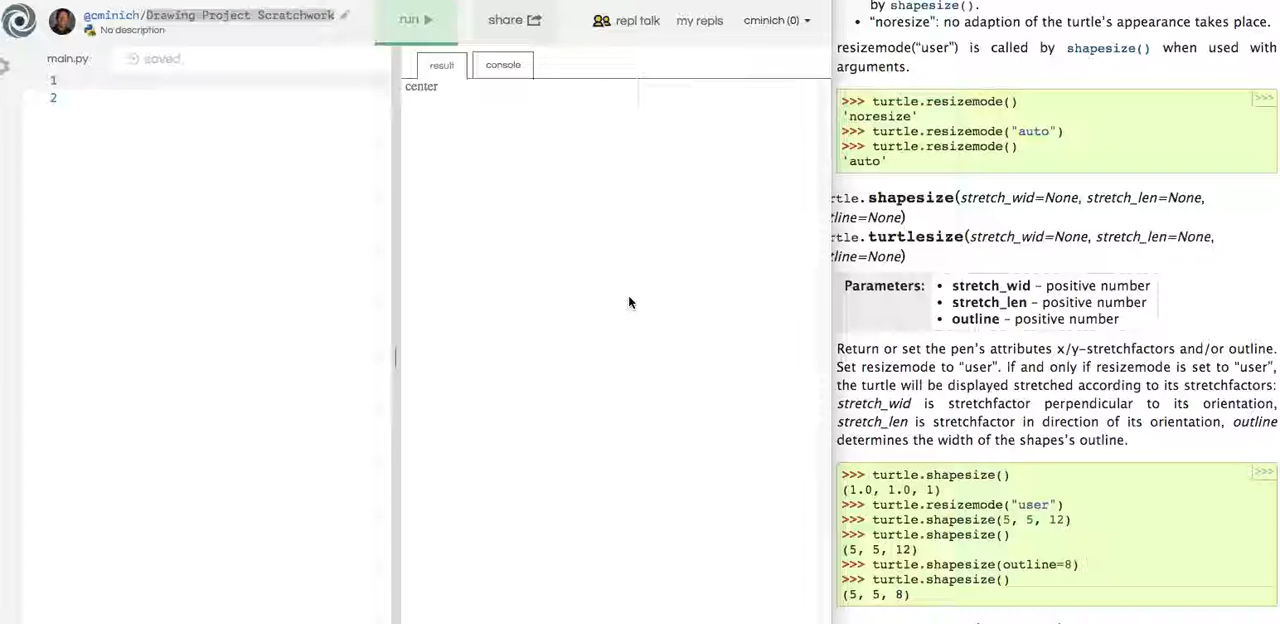 @cminich/Drawing Project Scratchwork
No description
run
share
repl talk
my repls
cminich (0)
main.py
saved
result
console
1
2
center
by shapesize().
• "noresize": no adaption of the turtle's appearance takes place.
resizemode("user") is called by shapesize() when used with
arguments.
>>>
>>> turtle.resizemode()
'noresize'
>>> turtle.resizemode("auto")
>>> turtle.resizemode()
'auto'
rtle.shapesize(stretch_wid=None, stretch_len=None,
tline=None)
rtle.turtlesize(stretch_wid=None, stretch_len=None,
tline=None)
Parameters: • stretch_wid – positive number
• stretch_len – positive number
• outline – positive number
Return or set the pen's attributes x/y-stretchfactors and/or outline.
Set resizemode to "user". If and only if resizemode is set to "user",
the turtle will be displayed stretched according to its stretchfactors:
stretch_wid is stretchfactor perpendicular to its orientation,
stretch_len is stretchfactor in direction of its orientation, outline
determines the width of the shapes's outline.
>>>
>>> turtle.shapesize()
(1.0, 1.0, 1)
>>> turtle.resizemode("user")
>>> turtle.shapesize(5, 5, 12)
>>> turtle.shapesize()
(5, 5, 12)
>>> turtle.shapesize(outline=8)
>>> turtle.shapesize()
(5, 5, 8)